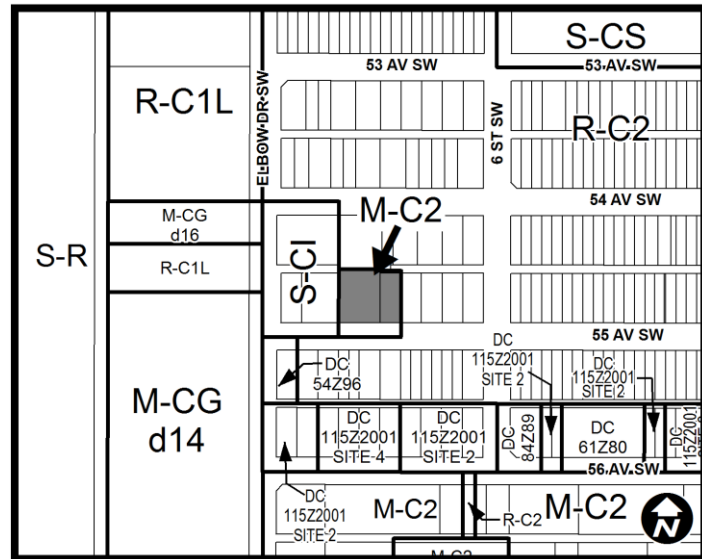 S-CS
53 AV SW
53 AV SW
R-C1L
ELBOW DR SW
6 ST SW
R-C2
54 AV SW
M-CG
d16
M-C2
S-R
R-C1L
S-CI
55 AV SW
DC
54Z96
DC
115Z2001
SITE 2
DC
115Z2001
SITE 2
M-CG
d14
DC
115Z2001
SITE 4
DC
115Z2001
SITE 2
DC
84Z89
DC
61Z80
DC
115Z2001
56 AV SW
DC
115Z2001
SITE 2
M-C2
R-C2
M-C2
N